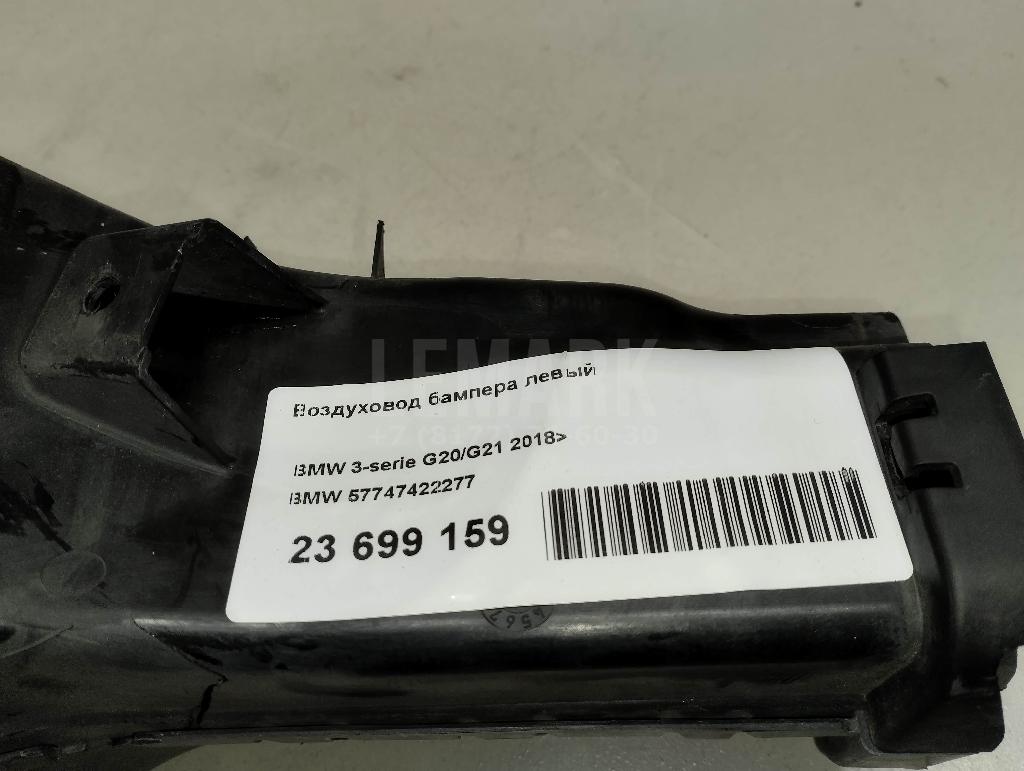 LEMARK
Воздуховод бампера левый
BMW 3-serie G20/G21 2018>
BMW 57747422277
23 699 159